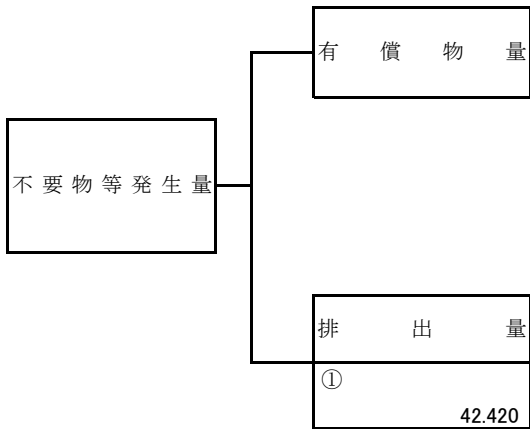 有償物量
不要物等発生量
排出量
①
42.420